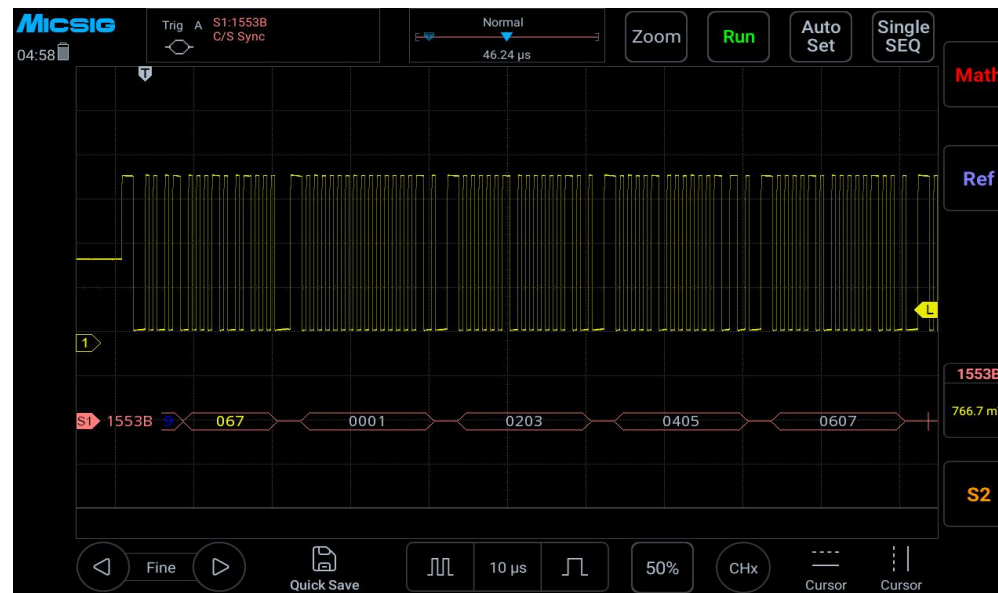 Micsig
04:58
Trig A S1:1553B
C/S Sync
T
Normal
46.24 µs
Zoom
Run
Auto
Set
Single
SEQ
Math
T
Ref
L
1
1553B
S1 1553B 9 067 0001 0203 0405 0607
766.7 m
S2
Fine
Quick Save
10 µs
50%
CHx
Cursor
Cursor